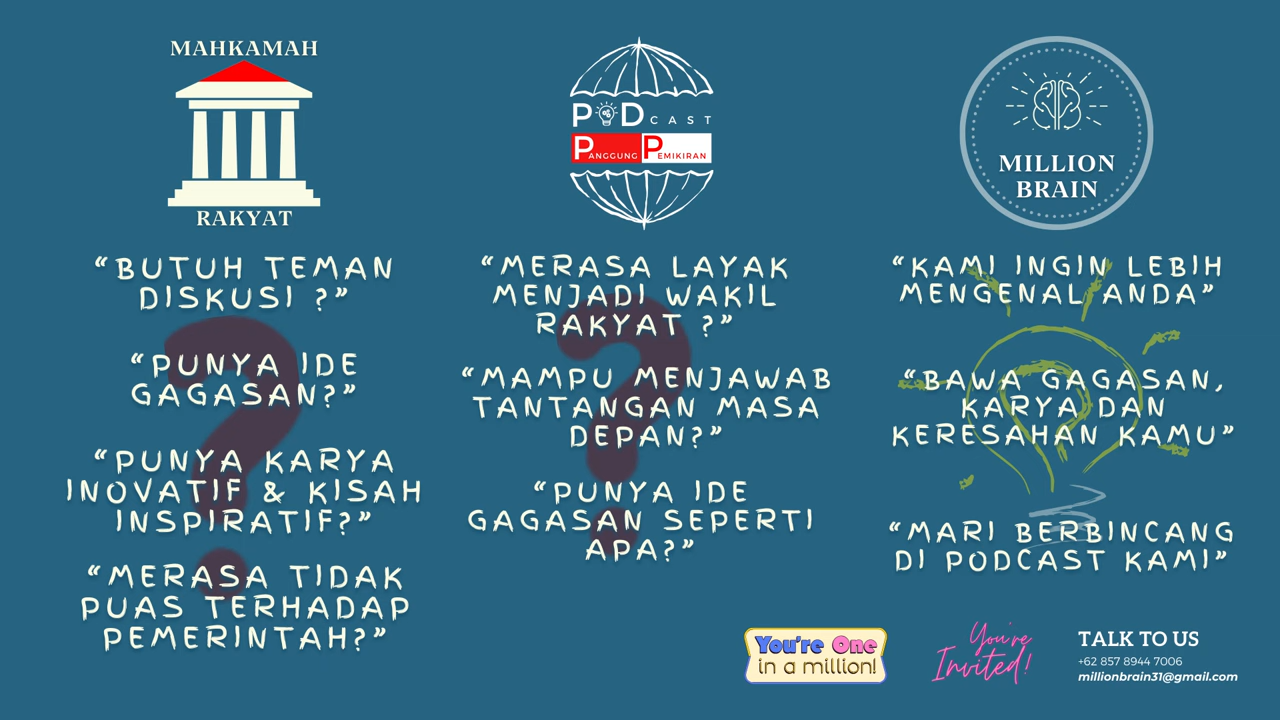 MAHKAMAH
RAKYAT
“BUTUH TEMAN
DISKUSI ?”
“PUNYA IDE
GAGASAN?”
“PUNYA KARYA
INOVATIF & KISAH
INSPIRATIF?”
“MERASA TIDAK
PUAS TERHADAP
PEMERINTAH?”
PODCAST
PANGGUNG PEMIKIRAN
“MERASA LAYAK
MENJADI WAKIL
RAKYAT ?”
“MAMPU MENJAWAB
TANTANGAN MASA
DEPAN?”
“PUNYA IDE
GAGASAN SEPERTI
APA?”
MILLION
BRAIN
“KAMI INGIN LEBIH
MENGENAL ANDA”
“BAWA GAGASAN,
KARYA DAN
KERESAHAN KAMU”
“MARI BERBINCANG
DI PODCAST KAMI”
You're One
in a million!
You're
Invited!
TALK TO US
+62 857 8944 7006
millionbrain31@gmail.com